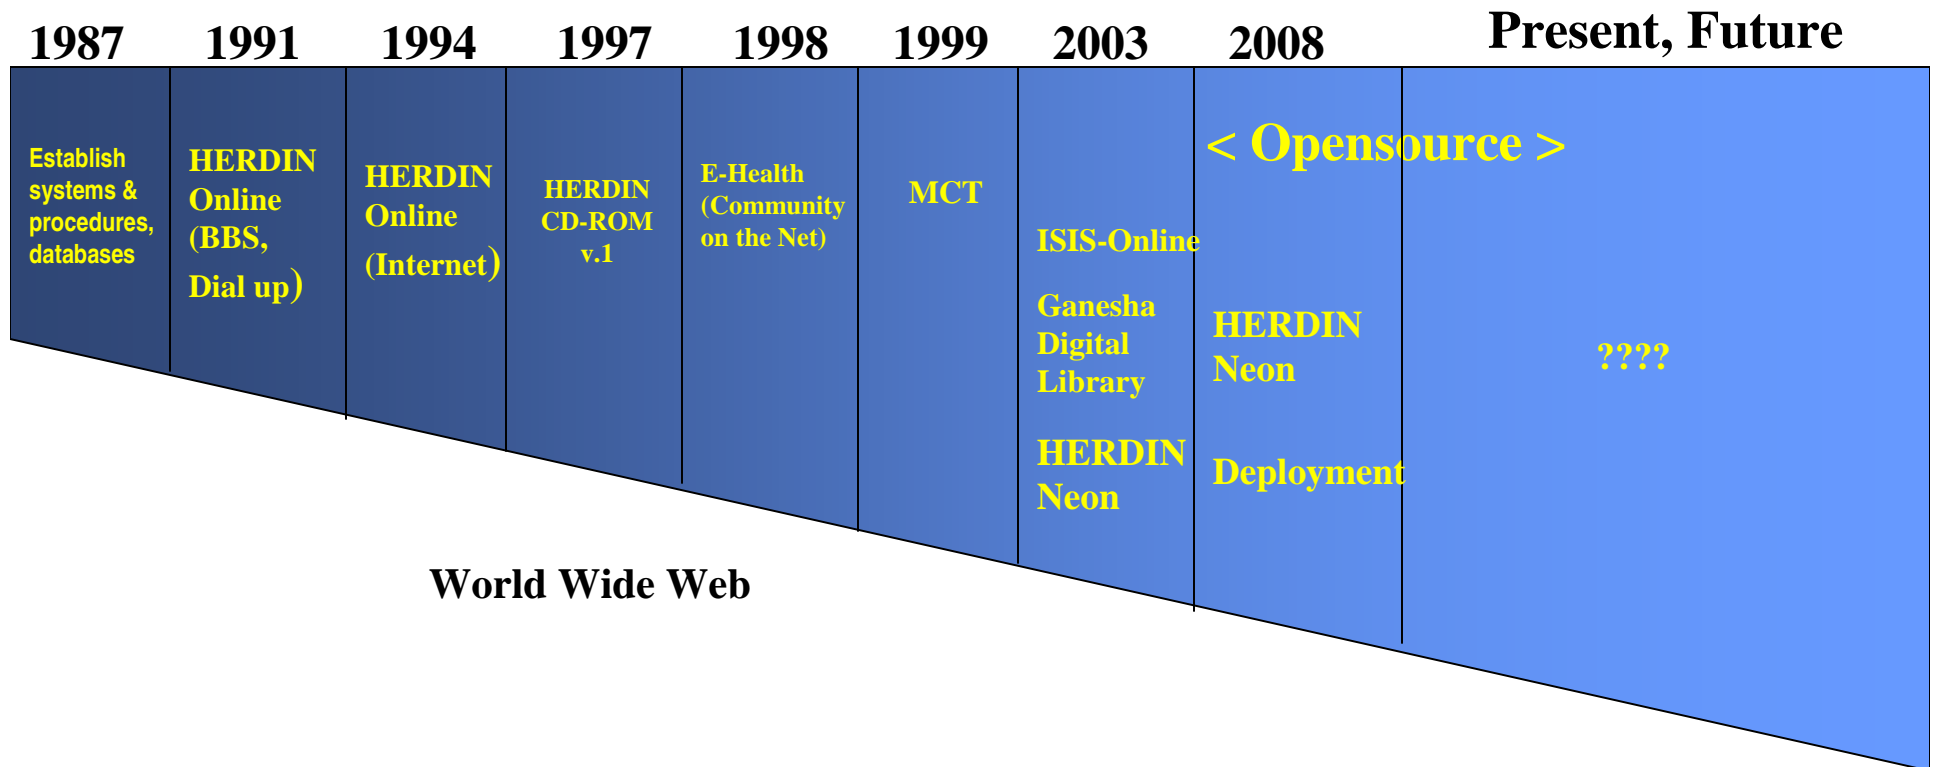 1987 1991 1994 1997 1998 1999 2003 2008 Present, Future
Establish
systems &
procedures,
databases
HERDIN
Online
(BBS,
Dial up)
HERDIN
Online
(Internet)
HERDIN
CD-ROM
v.1
E-Health
(Community
on the Net)
MCT
< Opensource >
ISIS-Online
Ganesha
Digital
Library
HERDIN
Neon
HERDIN
Neon
Deployment
????
World Wide Web